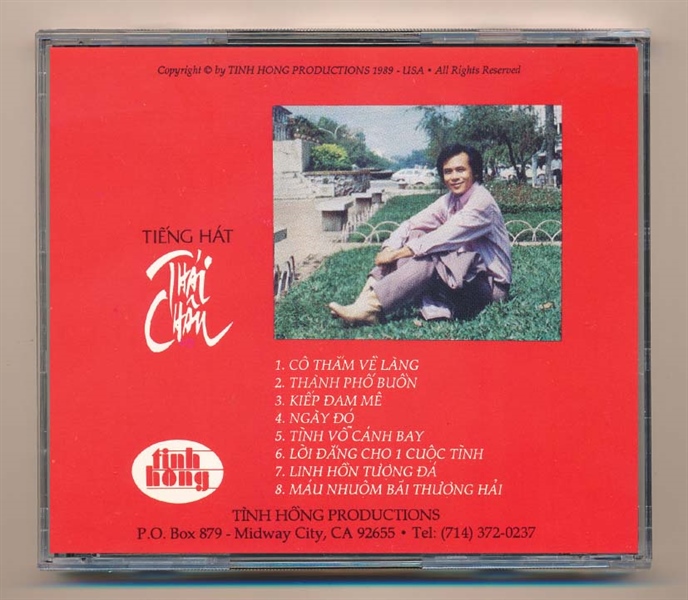 Copyright © by TINH HONG PRODUCTIONS 1989 - USA • All Rights Reserved
TIẾNG HÁT
THÁI
CHÂU
1. CÔ THẮM VỀ LÀNG
2. THÀNH PHỐ BUỒN
3. KIẾP ĐAM MÊ
4. NGÀY ĐÓ
5. TÌNH VỖ CÁNH BAY
6. LỜI ĐẮNG CHO 1 CUỘC TÌNH
7. LINH HỒN TƯỢNG ĐÁ
8. MÁU NHUỘM BÃI THƯỢNG HẢI
tình
hồng
TÌNH HỒNG PRODUCTIONS
P.O. Box 879 - Midway City, CA 92655 • Tel: (714) 372-0237